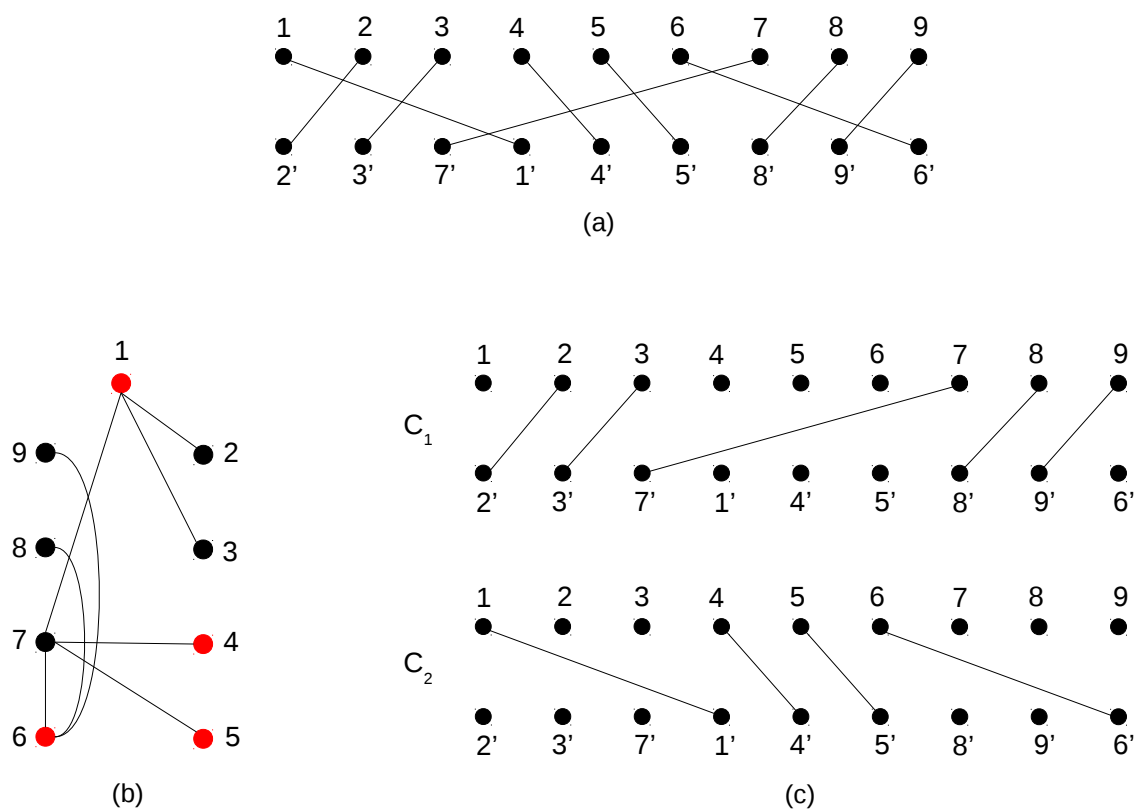 1 2 3 4 5 6 7 8 9
2’ 3’ 7’ 1’ 4’ 5’ 8’ 9’ 6’
(a)
1
9 2
8 3
7 4
6 5
(b)
1 2 3 4 5 6 7 8 9
C1
2’ 3’ 7’ 1’ 4’ 5’ 8’ 9’ 6’
1 2 3 4 5 6 7 8 9
C2
2’ 3’ 7’ 1’ 4’ 5’ 8’ 9’ 6’
(c)